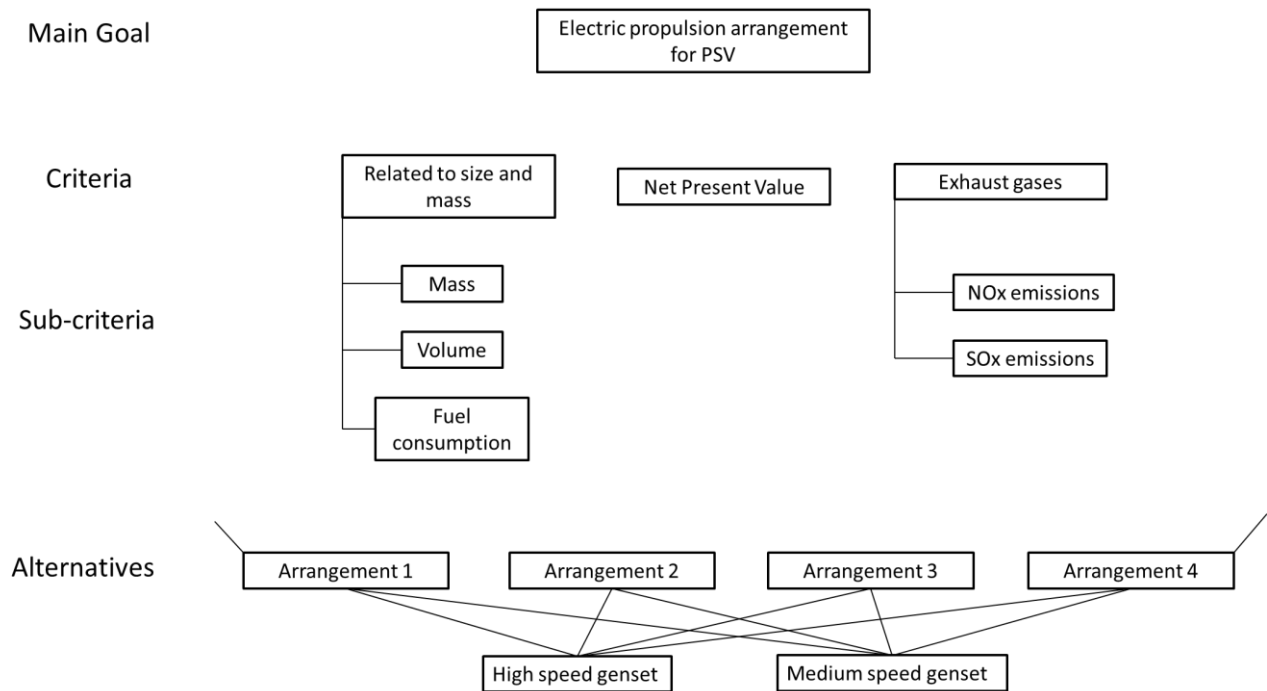 Main Goal
Electric propulsion arrangement
for PSV
Criteria
Related to size and
mass
Net Present Value
Exhaust gases
Sub-criteria
Mass
Volume
Fuel
consumption
NOx emissions
SOx emissions
Alternatives
Arrangement 1
Arrangement 2
Arrangement 3
Arrangement 4
High speed genset
Medium speed genset